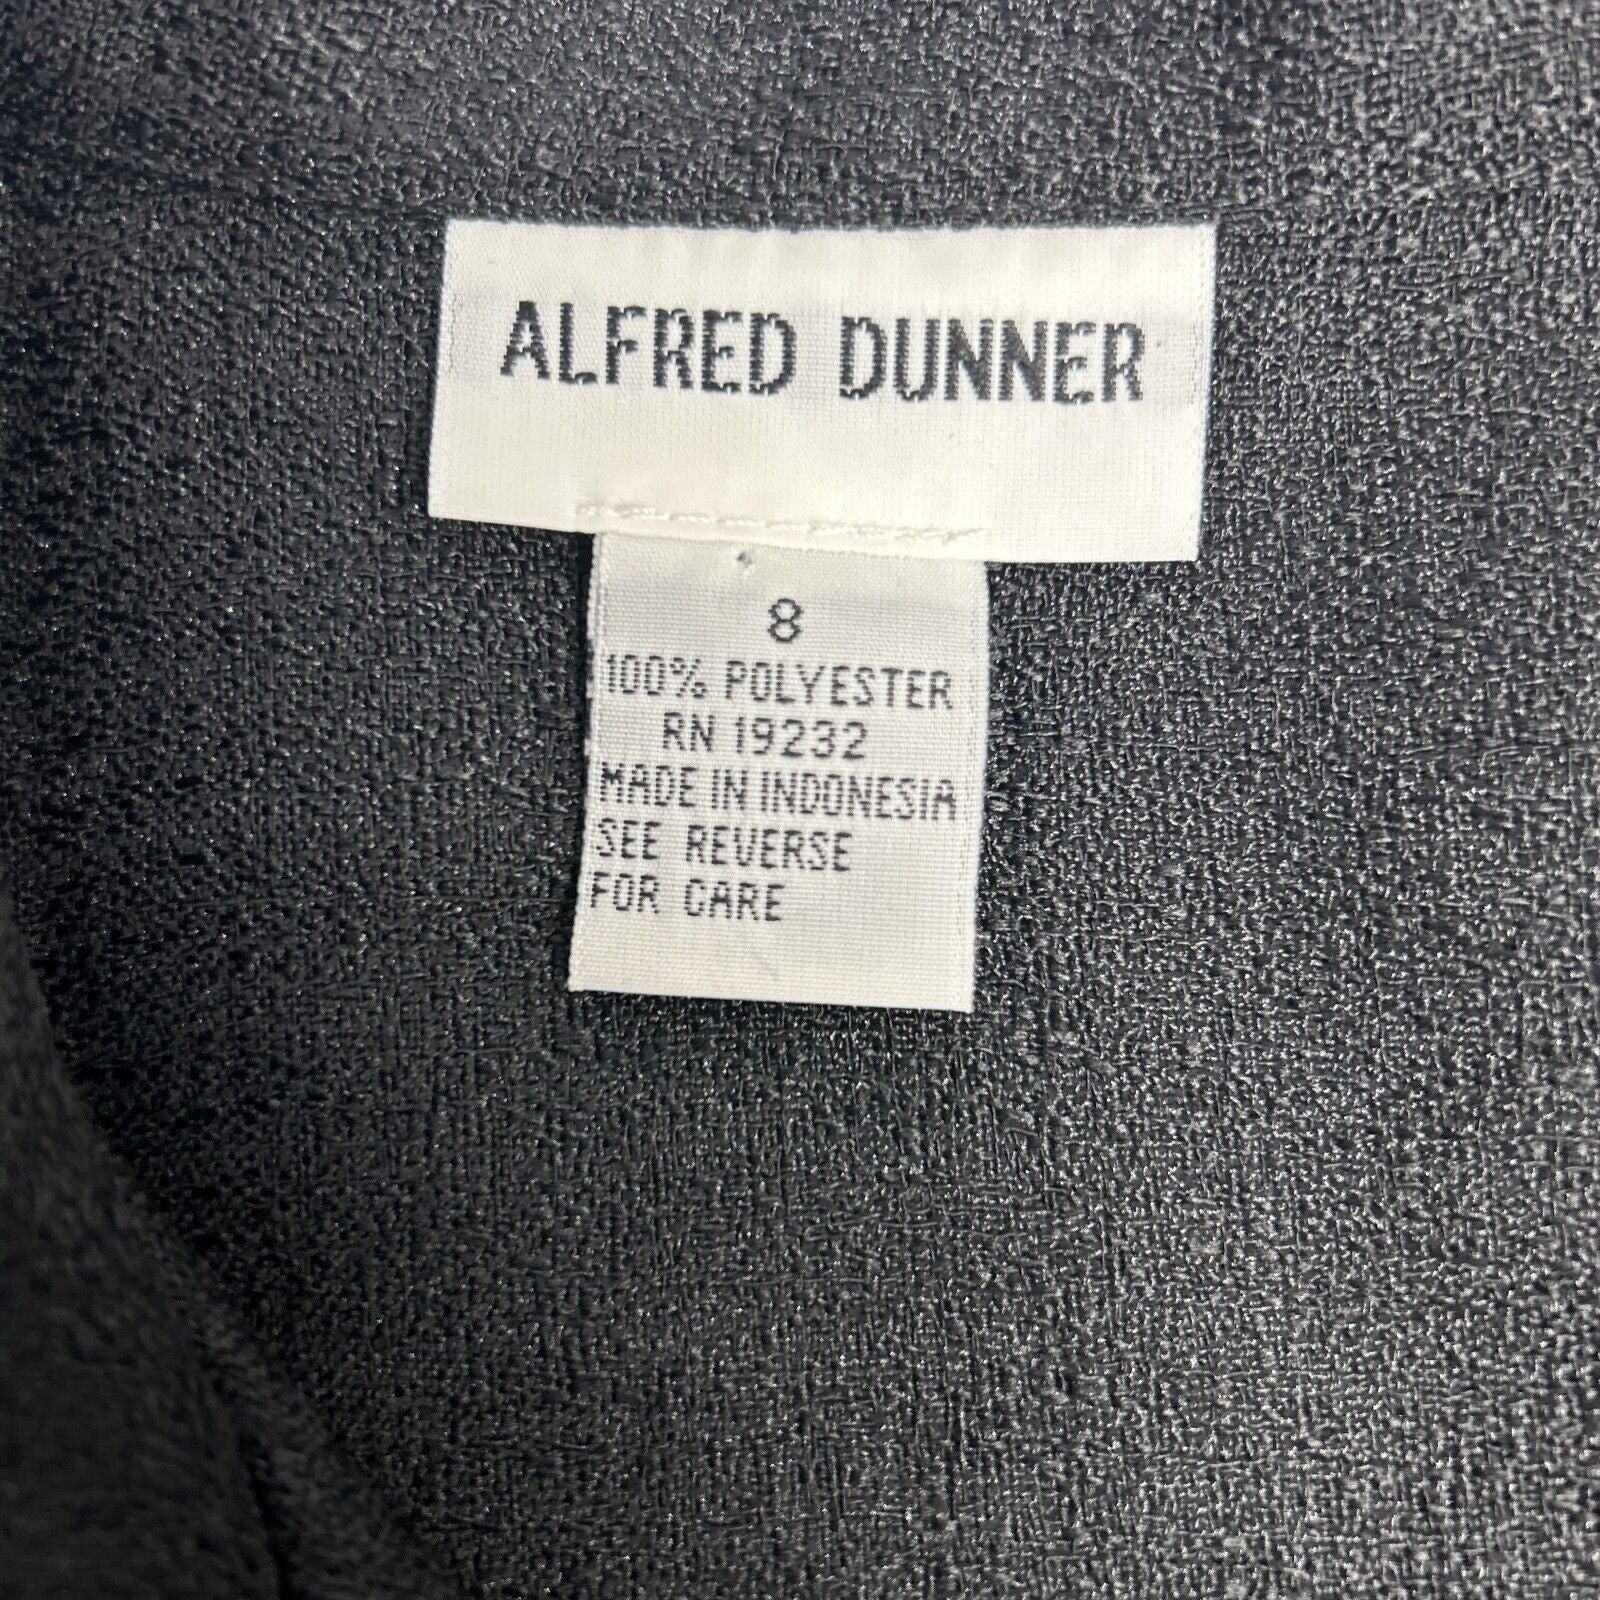 ALFRED DUNNER
8
100% POLYESTER
RN 19232
MADE IN INDONESIA
SEE REVERSE
FOR CARE